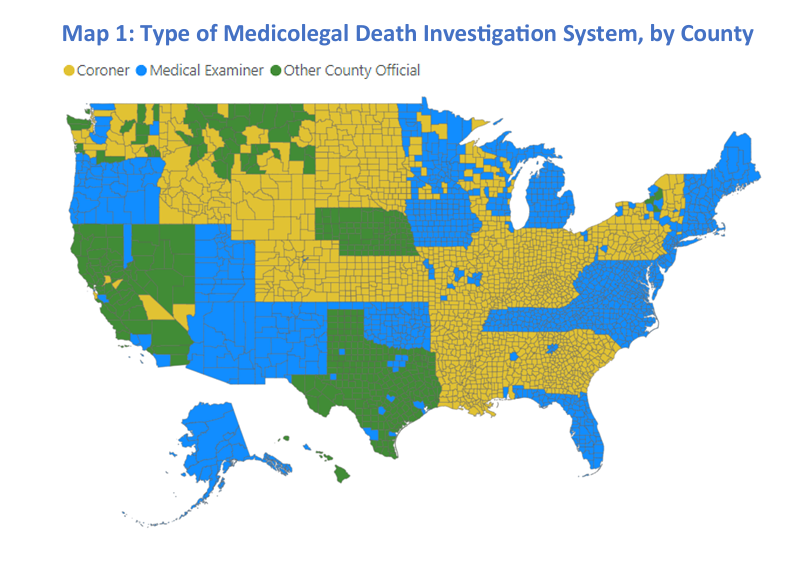 Map 1: Type of Medicolegal Death Investigation System, by County
Coroner Medical Examiner Other County Official